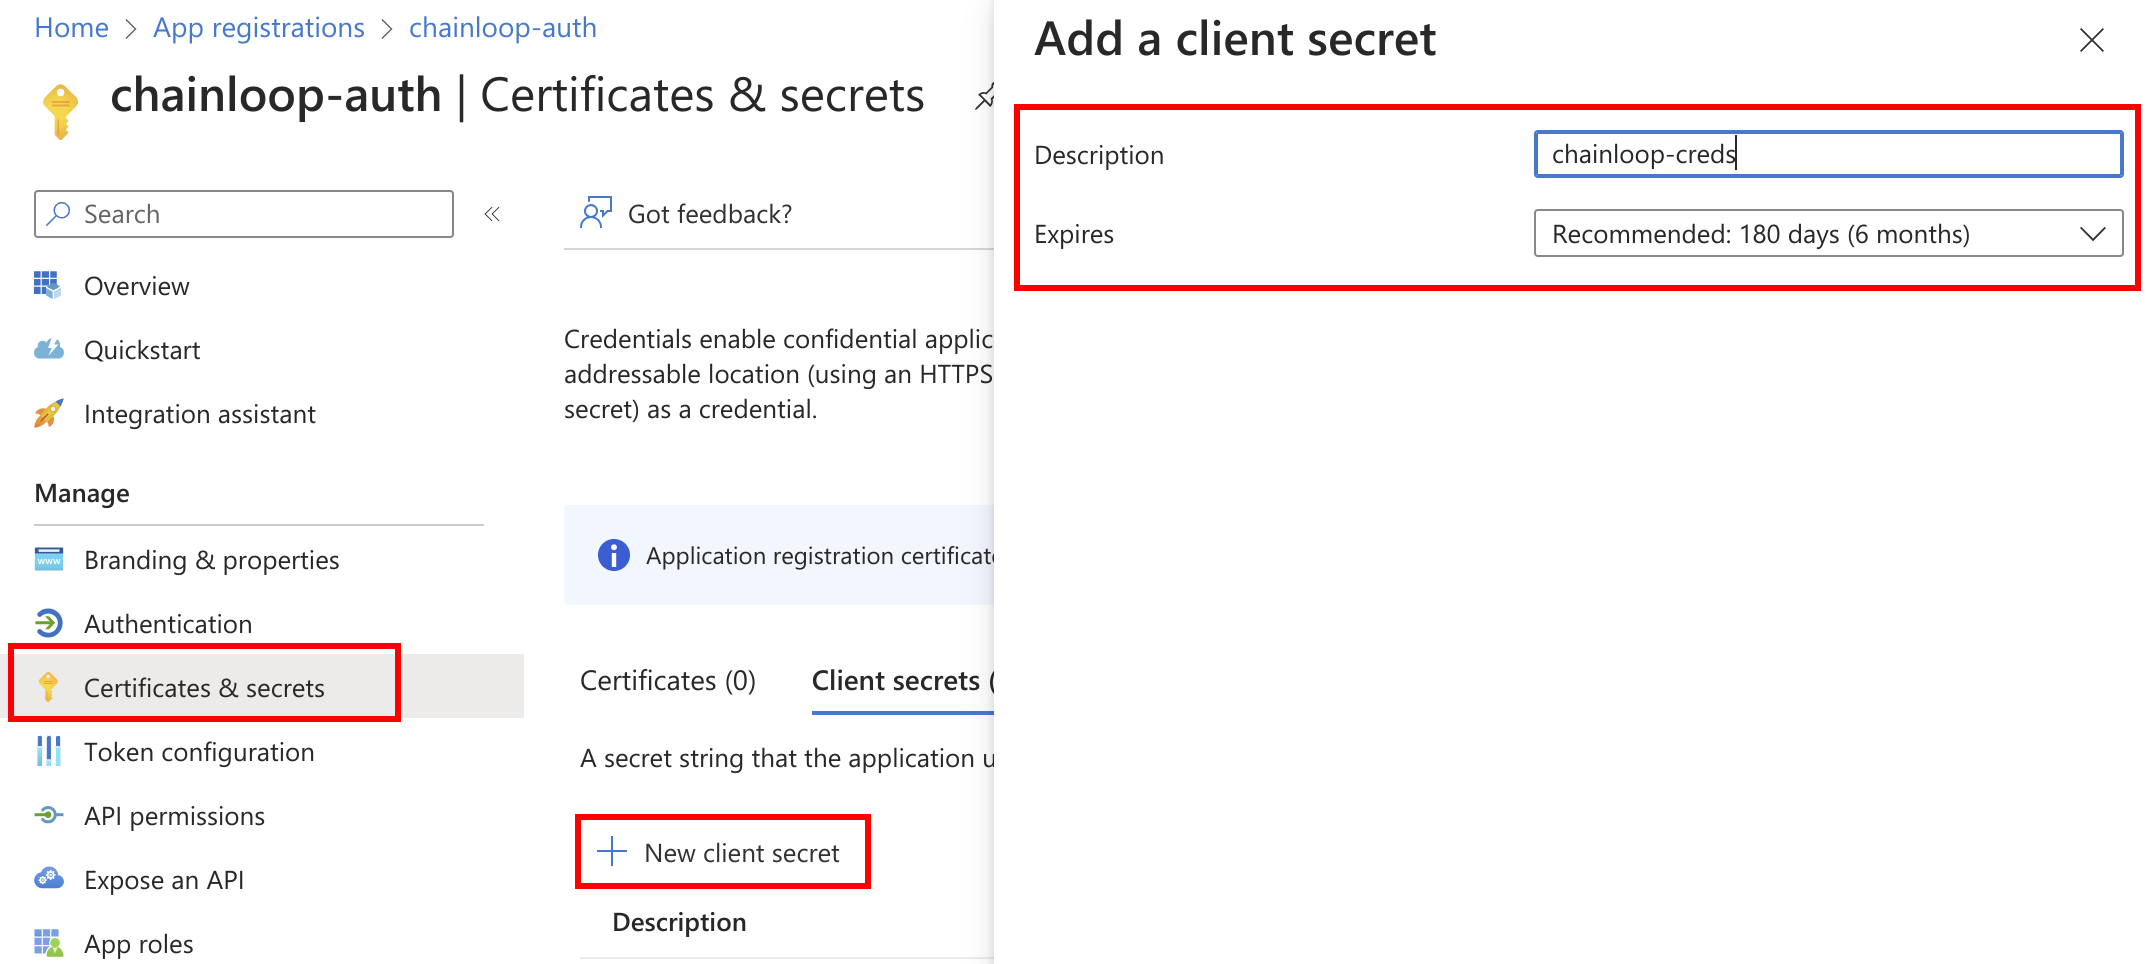 Home > App registrations > chainloop-auth
chainloop-auth | Certificates & secrets
Search
«
Overview
Quickstart
Integration assistant
Manage
Branding & properties
Authentication
Certificates & secrets
Token configuration
API permissions
Expose an API
App roles
Got feedback?
Credentials enable confidential applic
addressable location (using an HTTPS
secret) as a credential.
Application registration certificat
Certificates (0)
Client secrets (
A secret string that the application u
New client secret
Description
Add a client secret
Description
chainloop-creds
Expires
Recommended: 180 days (6 months)